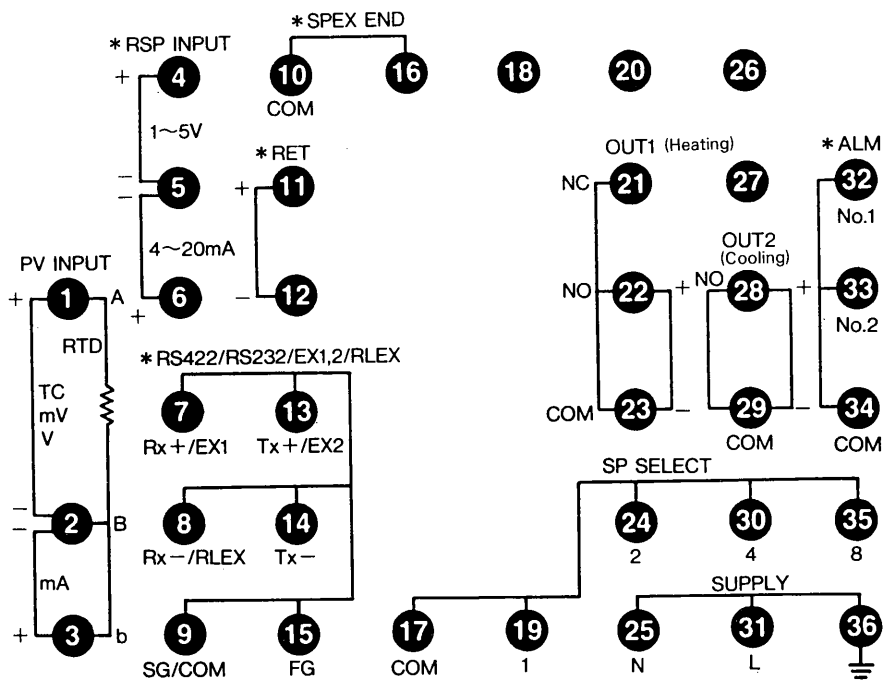 *SPEX END
*RSP INPUT
+ 4 10 16 18 20 26
COM
1～5V
*RET
OUT1 (Heating)
*ALM
− 5 + 11 NC 21 27 32
−
No.1
4～20mA
OUT2
(Cooling)
PV INPUT
+ 1 A + 6 − 12 NO 22 + NO 28 + 33
No.2
RTD
*RS422/RS232/EX1,2/RLEX
TC
mV
V
7 13 COM 23 − 29 − 34
Rx+/EX1 Tx+/EX2 COM COM
SP SELECT
− 2 B 8 14 24 30 35
−
Rx−/RLEX Tx− 2 4 8
mA
SUPPLY
+ 3 b 9 15 17 19 25 31 36
SG/COM FG COM 1 N L